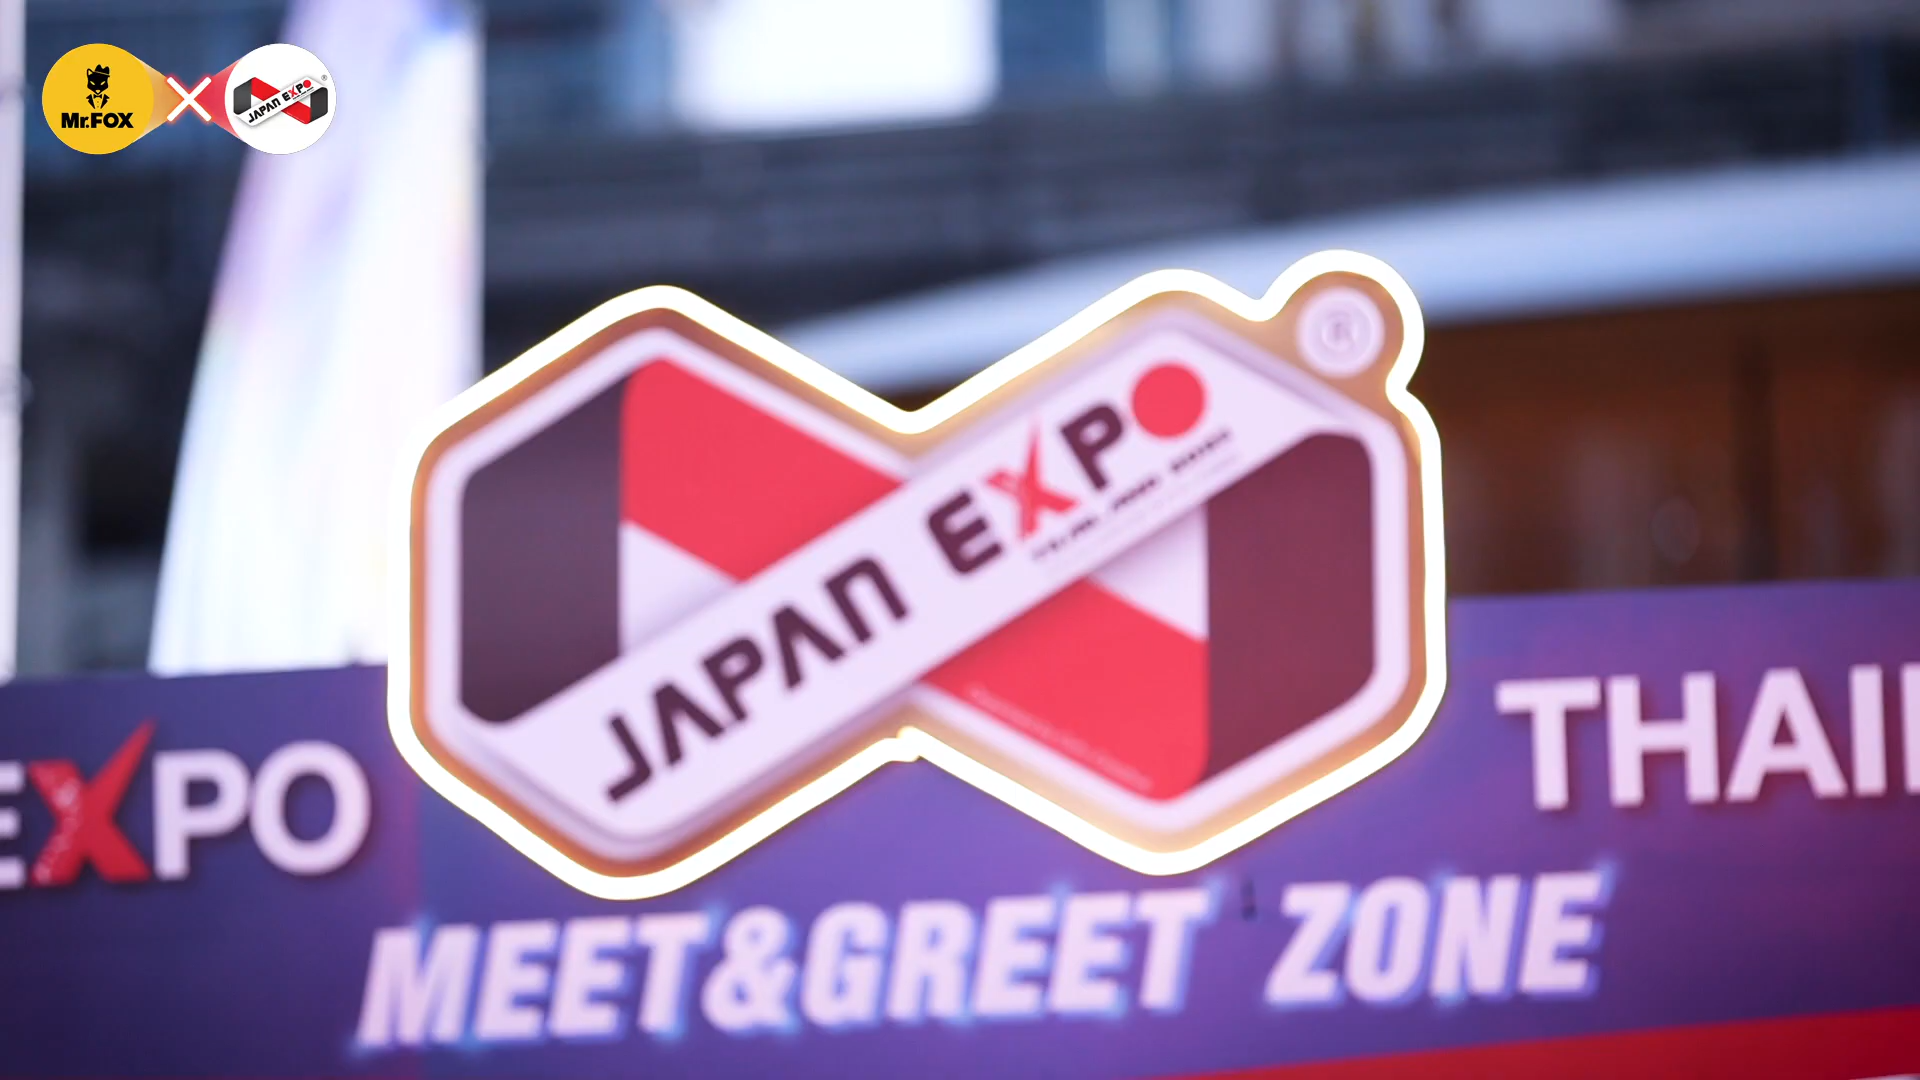 Mr.FOX
JAPAN EXPO
®
JAPAN EXPO
®
EXPO
THAI
MEET&GREET ZONE